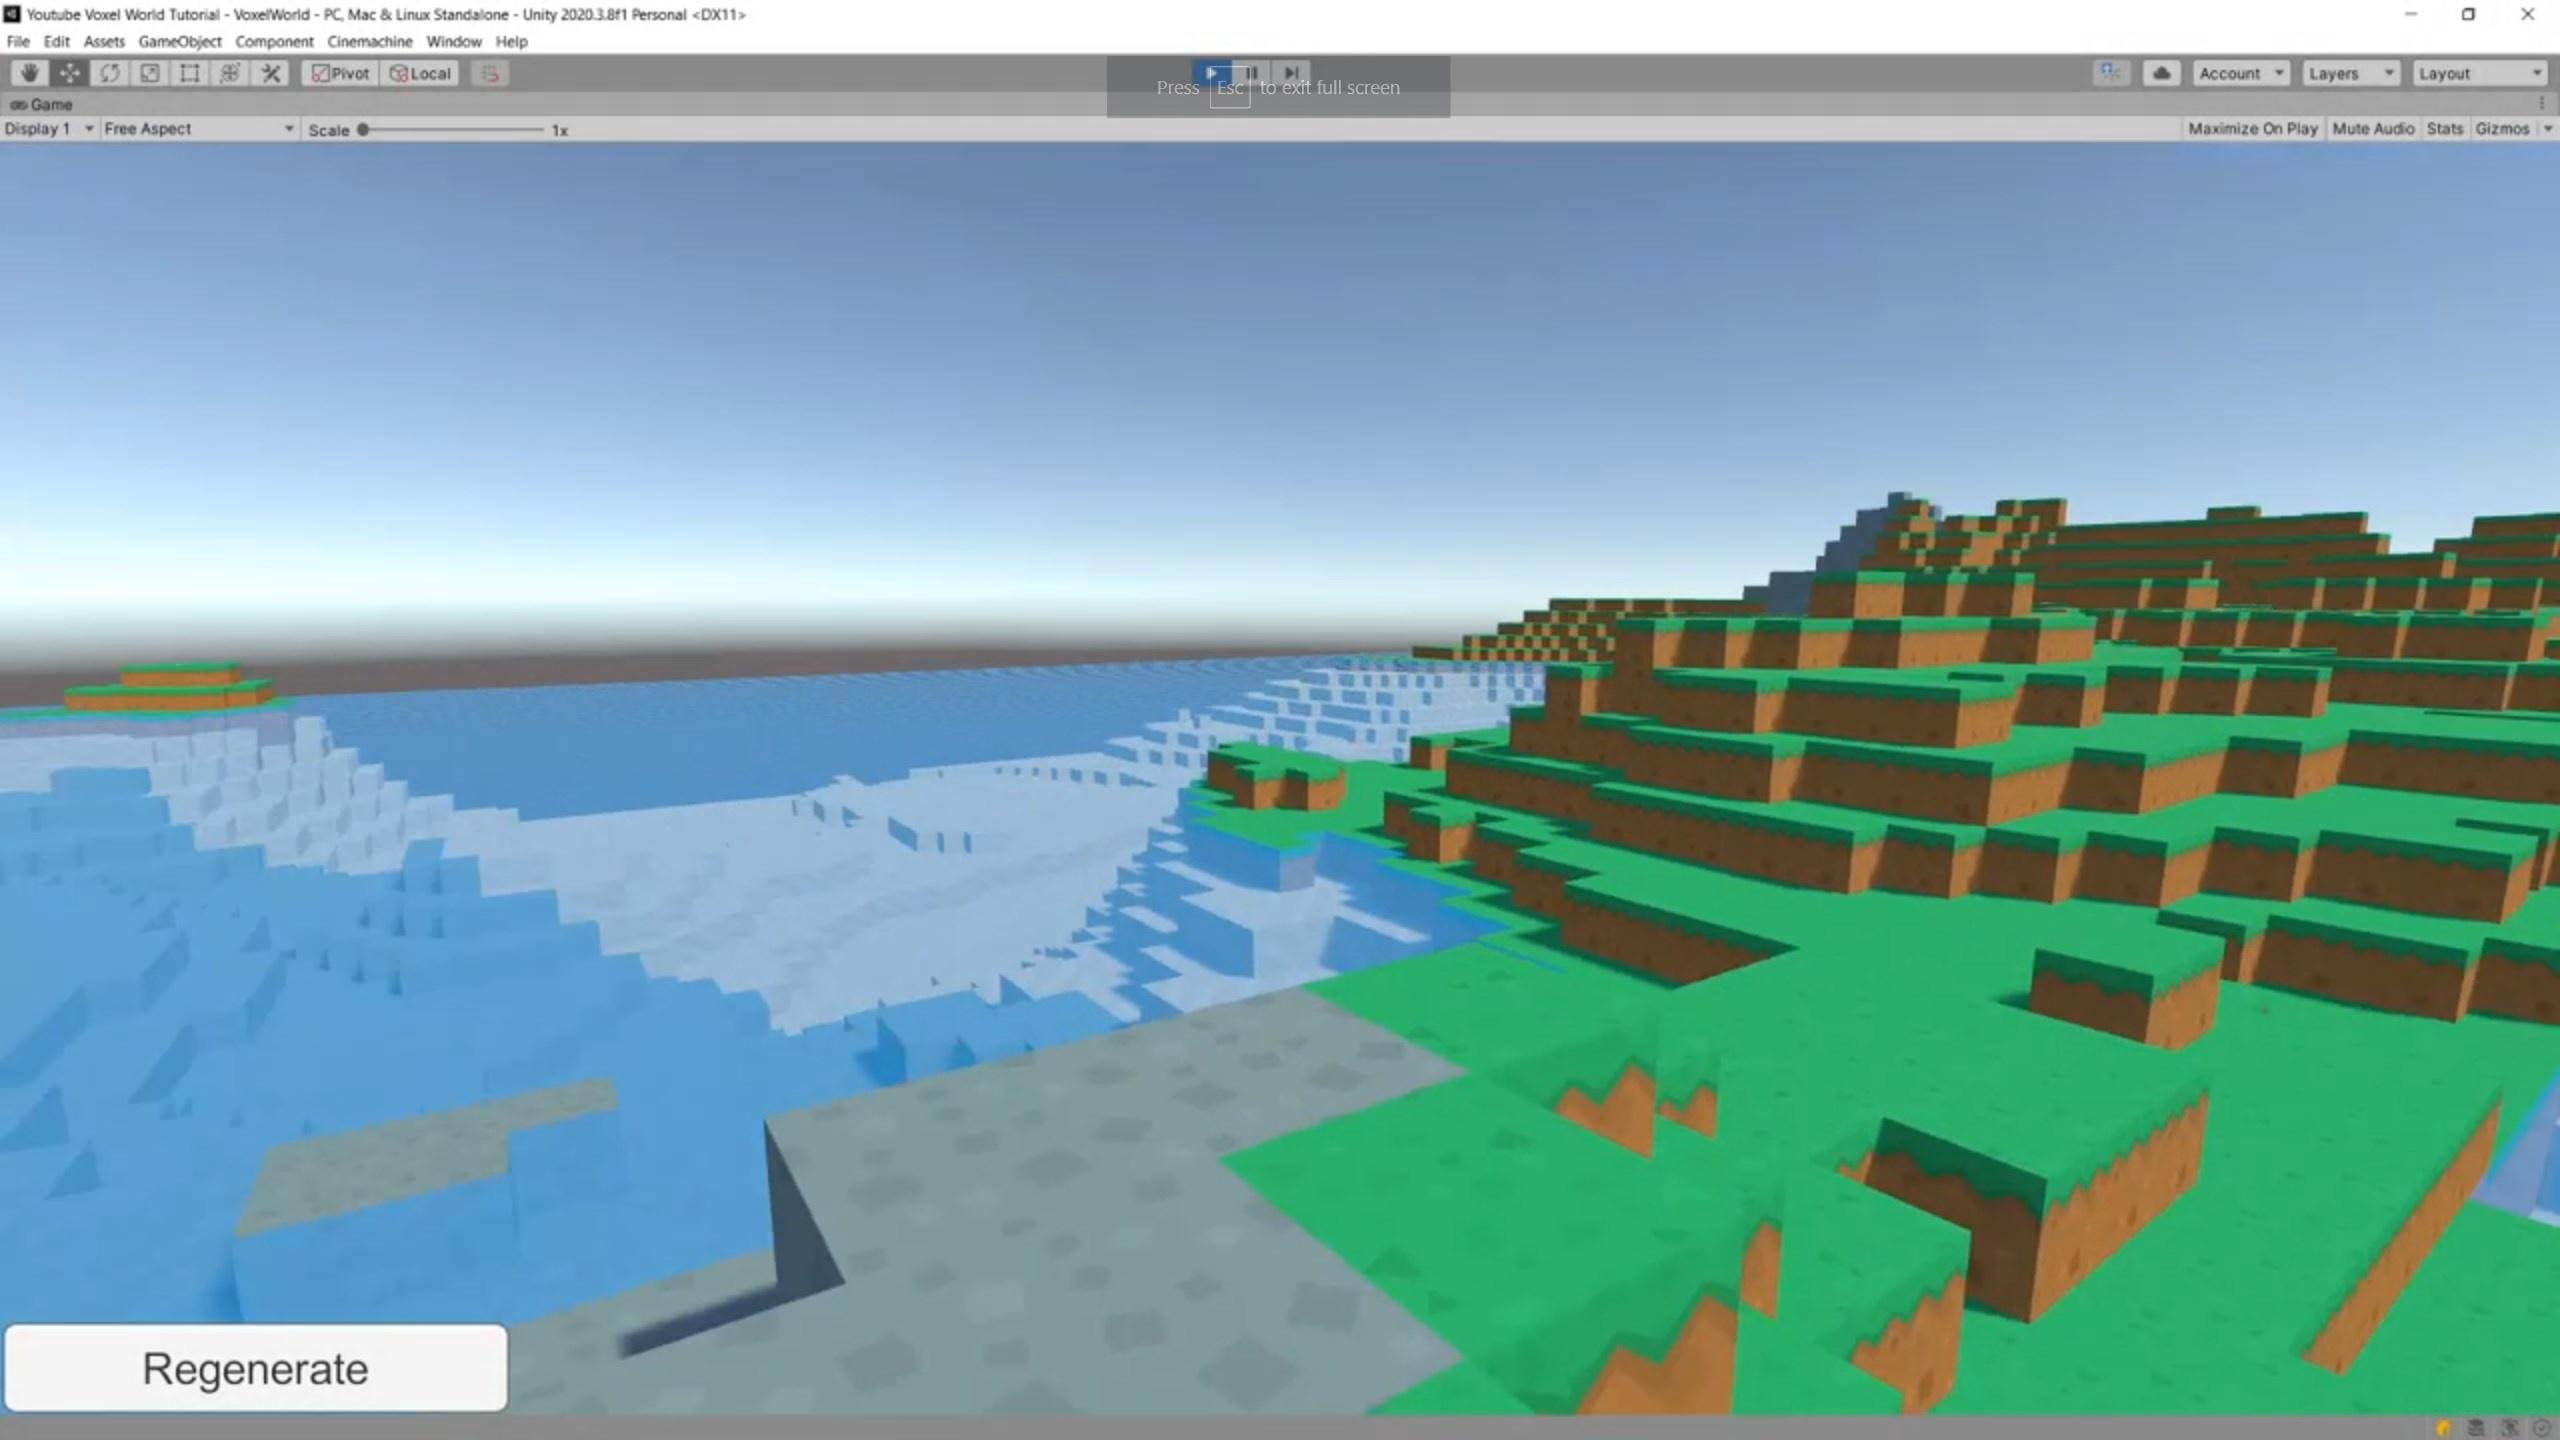 Youtube Voxel World Tutorial - VoxelWorld - PC, Mac & Linux Standalone - Unity 2020.3.8f1 Personal <DX11>
File Edit Assets GameObject Component Cinemachine Window Help
Pivot Local Account Layers Layout
Press Esc to exit full screen
Game
Display 1 Free Aspect Scale 1x Maximize On Play Mute Audio Stats Gizmos
Regenerate